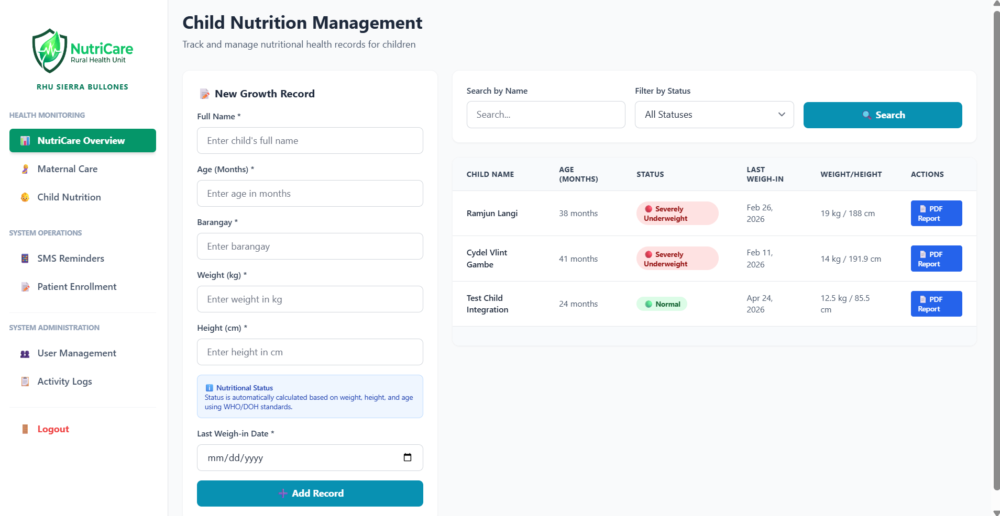 NutriCare
Rural Health Unit
RHU SIERRA BULLONES
HEALTH MONITORING
NutriCare Overview
Maternal Care
Child Nutrition
SYSTEM OPERATIONS
SMS Reminders
Patient Enrollment
SYSTEM ADMINISTRATION
User Management
Activity Logs
Logout
Child Nutrition Management
Track and manage nutritional health records for children
New Growth Record
Full Name *
Enter child's full name
Age (Months) *
Enter age in months
Barangay *
Enter barangay
Weight (kg) *
Enter weight in kg
Height (cm) *
Enter height in cm
Nutritional Status
Status is automatically calculated based on weight, height, and age
using WHO/DOH standards.
Last Weigh-in Date *
mm/dd/yyyy
Add Record
Search by Name
Search...
Filter by Status
All Statuses
Search
CHILD NAME
AGE
(MONTHS)
STATUS
LAST
WEIGH-IN
WEIGHT/HEIGHT
ACTIONS
Ramjun Langi
38 months
Severely
Underweight
Feb 26,
2026
19 kg / 188 cm
PDF
Report
Cydel Vlint
Gambe
41 months
Severely
Underweight
Feb 11,
2026
14 kg / 191.9 cm
PDF
Report
Test Child
Integration
24 months
Normal
Apr 24,
2026
12.5 kg / 85.5
cm
PDF
Report